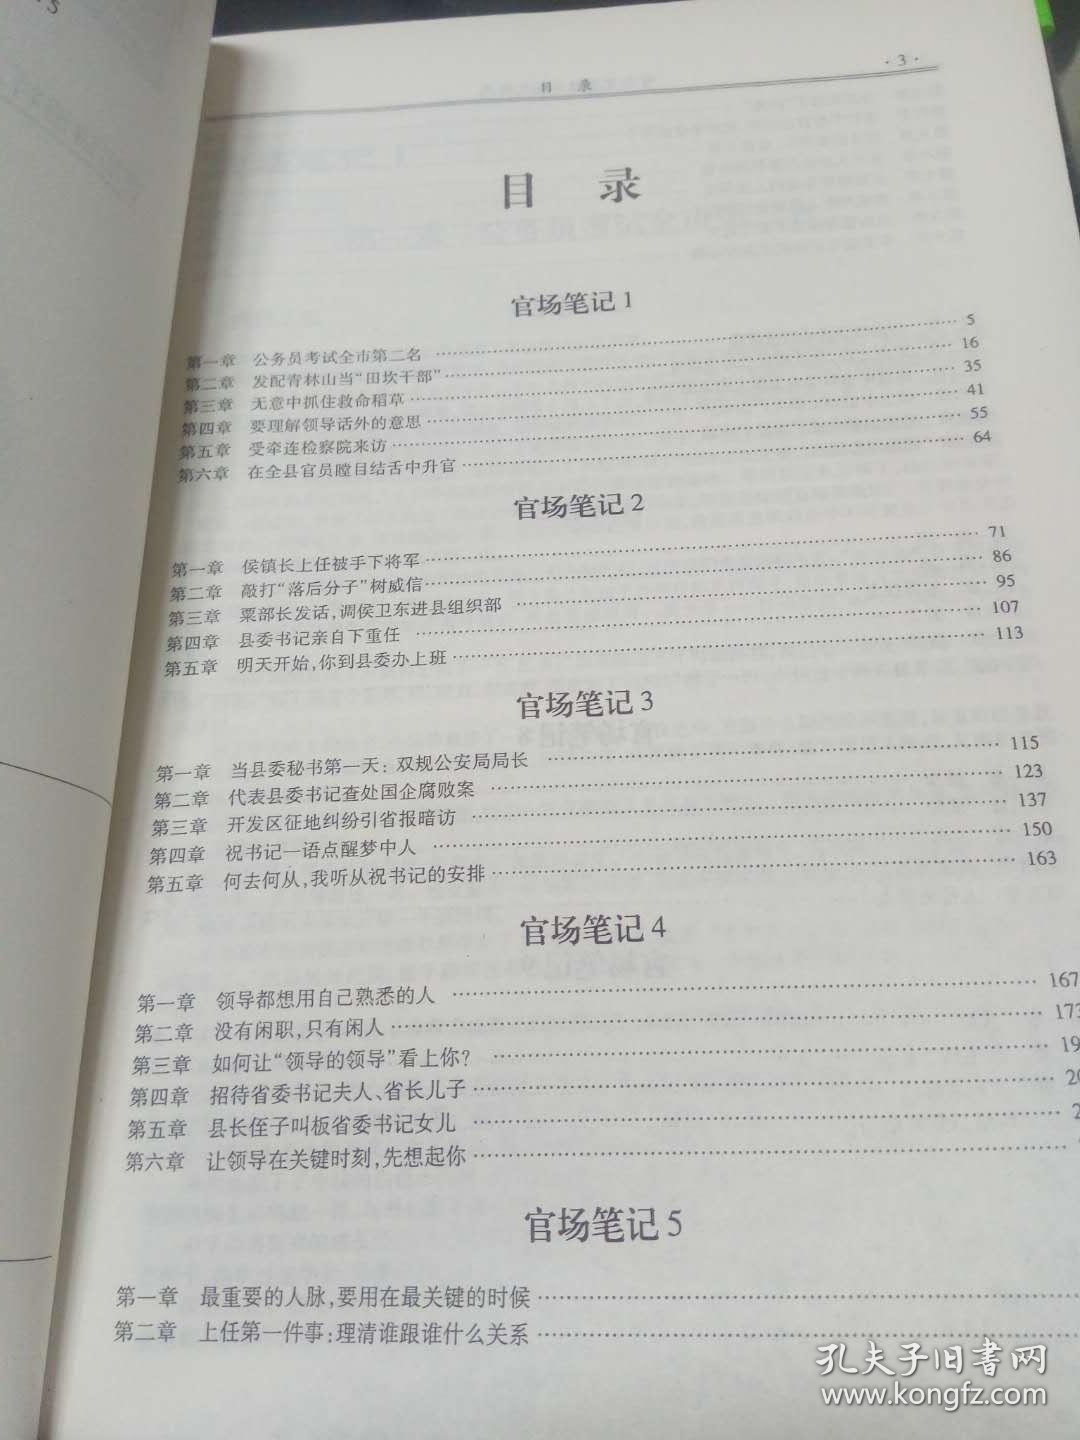 目 录
· 3 ·
目 录
官场笔记1
第一章 公务员考试全市第二名 …………… 5
第二章 发配青林山当“田坎干部” …………… 16
第三章 无意中抓住救命稻草 …………… 35
第四章 要理解领导话外的意思 …………… 41
第五章 受牵连检察院来访 …………… 55
第六章 在全县官员瞠目结舌中升官 …………… 64
官场笔记2
第一章 侯镇长上任被手下将军 …………… 71
第二章 敲打“落后分子”树威信 …………… 86
第三章 粟部长发话,调侯卫东进县组织部 …………… 95
第四章 县委书记亲自下重任 …………… 107
第五章 明天开始,你到县委办上班 …………… 113
官场笔记3
第一章 当县委秘书第一天:双规公安局局长 …………… 115
第二章 代表县委书记查处国企腐败案 …………… 123
第三章 开发区征地纠纷引省报暗访 …………… 137
第四章 祝书记一语点醒梦中人 …………… 150
第五章 何去何从,我听从祝书记的安排 …………… 163
官场笔记4
第一章 领导都想用自己熟悉的人 …………… 167
第二章 没有闲职,只有闲人 …………… 173
第三章 如何让“领导的领导”看上你? …………… 19
第四章 招待省委书记夫人、省长儿子 …………… 20
第五章 县长侄子叫板省委书记女儿 …………… 2
第六章 让领导在关键时刻,先想起你 ……………
官场笔记5
第一章 最重要的人脉,要用在最关键的时候 ……………
第二章 上任第一件事:理清谁跟谁什么关系 ……………
孔夫子旧书网
www.kongfz.com